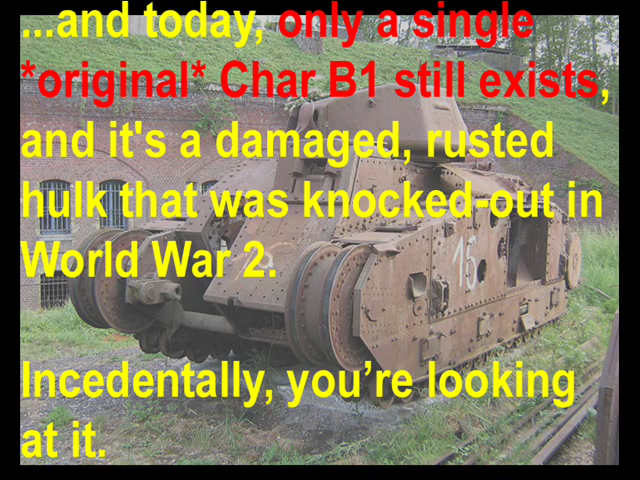 ...and today, only a single
*original* Char B1 still exists,
and it's a damaged, rusted
hulk that was knocked-out in
World War 2.
Incedentally, you’re looking
at it.
15